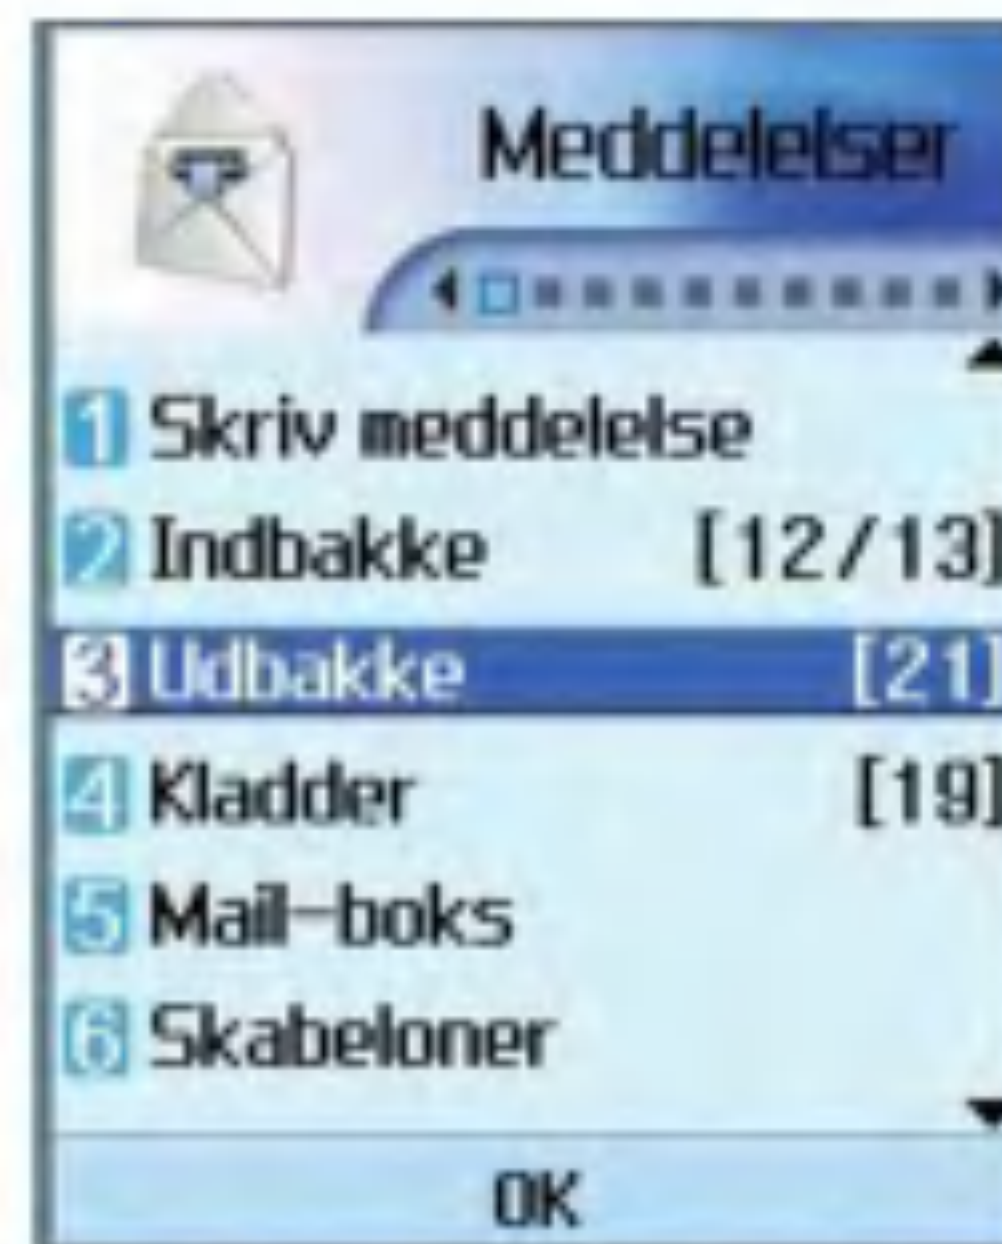 Meddelelser
1 Skriv meddelelse
2 Indbakke [12/13]
3 Udbakke [21]
4 Kladder [19]
5 Mail-boks
6 Skabeloner
OK